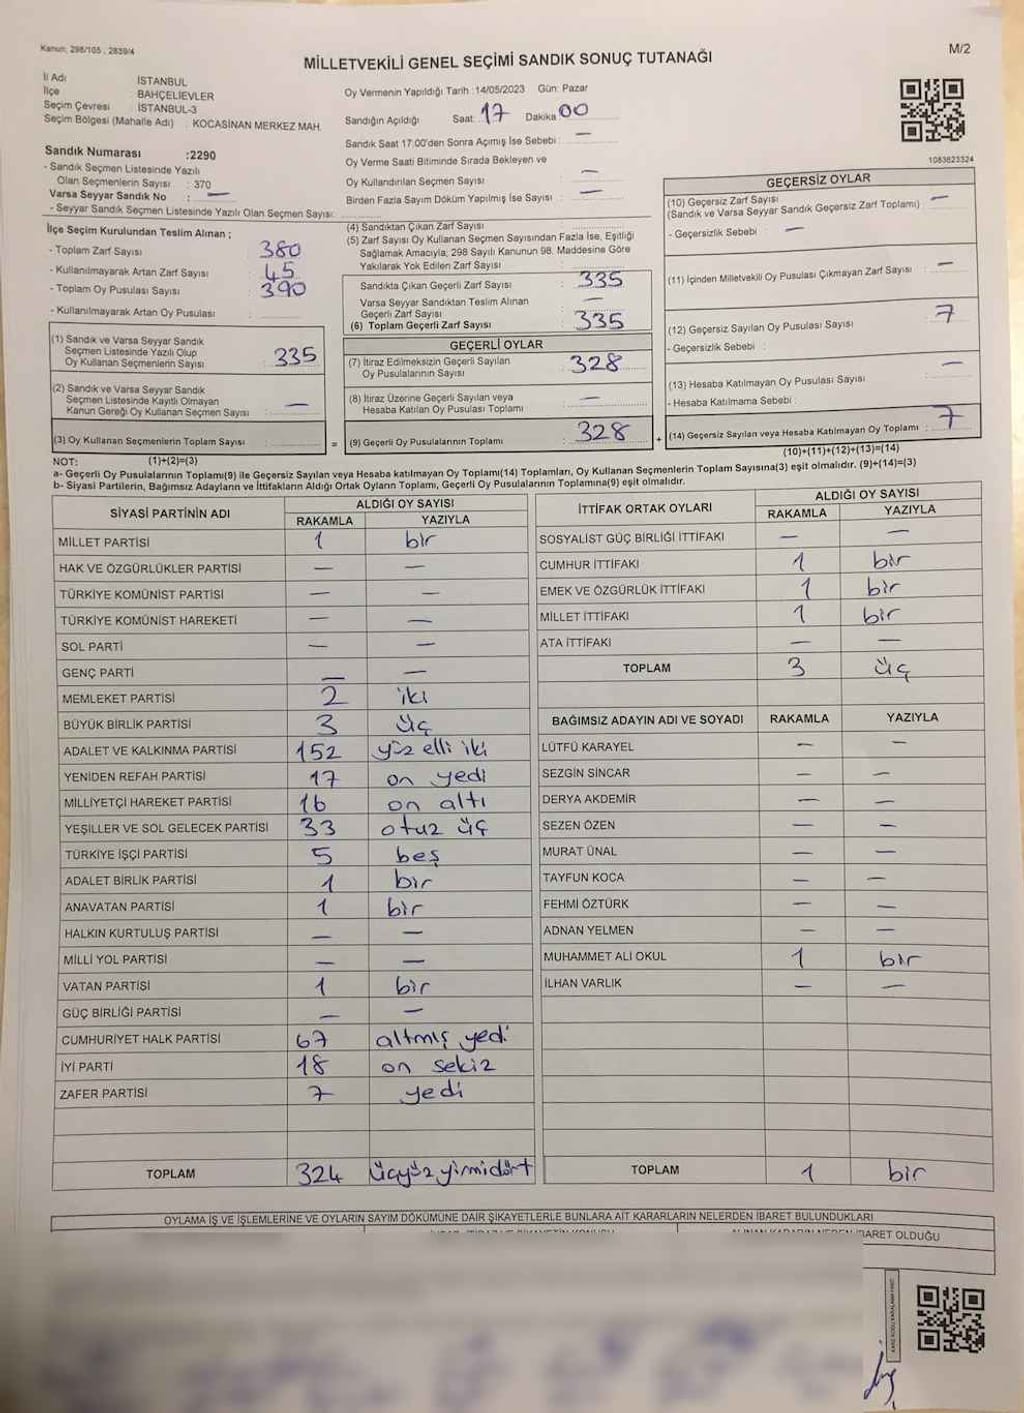 Kanun; 298/105 , 2839/4
M/2
MİLLETVEKİLİ GENEL SEÇİMİ SANDIK SONUÇ TUTANAĞI
İl Adı İSTANBUL
İlçe BAHÇELİEVLER
Seçim Çevresi İSTANBUL-3
Seçim Bölgesi (Mahalle Adı) : KOCASİNAN MERKEZ MAH.
Oy Vermenin Yapıldığı Tarih :14/05/2023 Gün: Pazar
Sandığın Açıldığı Saat : 17 Dakika 00
Sandık Saat 17:00'den Sonra Açımış İse Sebebi : —
Oy Verme Saati Bitiminde Sırada Bekleyen ve
Oy Kullandırılan Seçmen Sayısı —
Birden Fazla Sayım Döküm Yapılmış İse Sayısı : —
1083623324
Sandık Numarası :2290
- Sandık Seçmen Listesinde Yazılı
Olan Seçmenlerin Sayısı : 370
Varsa Seyyar Sandık No : —
- Seyyar Sandık Seçmen Listesinde Yazılı Olan Seçmen Sayısı:
İlçe Seçim Kurulundan Teslim Alınan ;
- Toplam Zarf Sayısı 380
- Kullanılmayarak Artan Zarf Sayısı 45
- Toplam Oy Pusulası Sayısı 390
- Kullanılmayarak Artan Oy Pusulası :
(1) Sandık ve Varsa Seyyar Sandık
Seçmen Listesinde Yazılı Olup
Oy Kullanan Seçmenlerin Sayısı : 335
(2) Sandık ve Varsa Seyyar Sandık
Seçmen Listesinde Kayıtlı Olmayan
Kanun Gereği Oy Kullanan Seçmen Sayısı : —
(3) Oy Kullanan Seçmenlerin Toplam Sayısı :
(1)+(2)=(3)
(4) Sandıktan Çıkan Zarf Sayısı :
(5) Zarf Sayısı Oy Kullanan Seçmen Sayısından Fazla İse, Eşitliği
Sağlamak Amacıyla; 298 Sayılı Kanunun 98. Maddesine Göre
Yakılarak Yok Edilen Zarf Sayısı :
Sandıkta Çıkan Geçerli Zarf Sayısı : 335
Varsa Seyyar Sandıktan Teslim Alınan
Geçerli Zarf Sayısı : —
(6) Toplam Geçerli Zarf Sayısı : 335
GEÇERLİ OYLAR
(7) İtiraz Edilmeksizin Geçerli Sayılan
Oy Pusulalarının Sayısı : 328
(8) İtiraz Üzerine Geçerli Sayılan veya
Hesaba Katılan Oy Pusulası Toplamı : —
= (9) Geçerli Oy Pusulalarının Toplamı : 328
GEÇERSİZ OYLAR
(10) Geçersiz Zarf Sayısı
(Sandık ve Varsa Seyyar Sandık Geçersiz Zarf Toplamı) : —
- Geçersizlik Sebebi : —
(11) İçinden Milletvekili Oy Pusulası Çıkmayan Zarf Sayısı : —
(12) Geçersiz Sayılan Oy Pusulası Sayısı : 7
- Geçersizlik Sebebi :
(13) Hesaba Katılmayan Oy Pusulası Sayısı : —
- Hesaba Katılmama Sebebi :
+ (14) Geçersiz Sayılan veya Hesaba Katılmayan Oy Toplamı : 7
(10)+(11)+(12)+(13)=(14)
NOT:
a- Geçerli Oy Pusulasının Toplamı(9) ile Geçersiz Sayılan veya Hesaba katılmayan Oy Toplamı(14) Toplamları, Oy Kullanan Seçmenlerin Toplam Sayısına(3) eşit olmalıdır. (9)+(14)=(3)
b- Siyasi Partilerin, Bağımsız Adayların ve İttifakların Aldığı Ortak Oyların Toplamı, Geçerli Oy Pusulalarının Toplamına(9) eşit olmalıdır.
SİYASİ PARTİNİN ADI ALDIĞI OY SAYISI
RAKAMLA YAZIYLA
MİLLET PARTİSİ 1 bir
HAK VE ÖZGÜRLÜKLER PARTİSİ — —
TÜRKİYE KOMÜNİST PARTİSİ — —
TÜRKİYE KOMÜNİST HAREKETİ — —
SOL PARTİ — —
GENÇ PARTİ — —
MEMLEKET PARTİSİ 2 iki
BÜYÜK BİRLİK PARTİSİ 3 üç
ADALET VE KALKINMA PARTİSİ 152 yüz elli iki
YENİDEN REFAH PARTİSİ 17 on yedi
MİLLİYETÇİ HAREKET PARTİSİ 16 on altı
YEŞİLLER VE SOL GELECEK PARTİSİ 33 otuz üç
TÜRKİYE İŞÇİ PARTİSİ 5 beş
ADALET BİRLİK PARTİSİ 1 bir
ANAVATAN PARTİSİ 1 bir
HALKIN KURTULUŞ PARTİSİ — —
MİLLİ YOL PARTİSİ — —
VATAN PARTİSİ 1 bir
GÜÇ BİRLİĞİ PARTİSİ — —
CUMHURİYET HALK PARTİSİ 67 altmış yedi
İYİ PARTİ 18 on sekiz
ZAFER PARTİSİ 7 yedi
TOPLAM 324 üçyüz yirmidört
İTTİFAK ORTAK OYLARI ALDIĞI OY SAYISI
RAKAMLA YAZIYLA
SOSYALİST GÜÇ BİRLİĞİ İTTİFAKI — —
CUMHUR İTTİFAKI 1 bir
EMEK VE ÖZGÜRLÜK İTTİFAKI 1 bir
MİLLET İTTİFAKI 1 bir
ATA İTTİFAKI — —
TOPLAM 3 üç
BAĞIMSIZ ADAYIN ADI VE SOYADI RAKAMLA YAZIYLA
LÜTFÜ KARAYEL — —
SEZGİN SİNCAR — —
DERYA AKDEMİR — —
SEZEN ÖZEN — —
MURAT ÜNAL — —
TAYFUN KOCA — —
FEHMİ ÖZTÜRK — —
ADNAN YELMEN — —
MUHAMMET ALİ OKUL 1 bir
İLHAN VARLIK — —
TOPLAM 1 bir
OYLAMA İŞ VE İŞLEMLERİNE VE OYLARIN SAYIM DÖKÜMÜNE DAİR ŞİKAYETLERLE BUNLARA AİT KARARLARIN NELERDEN İBARET BULUNDUKLARI
İBARET OLDUĞU